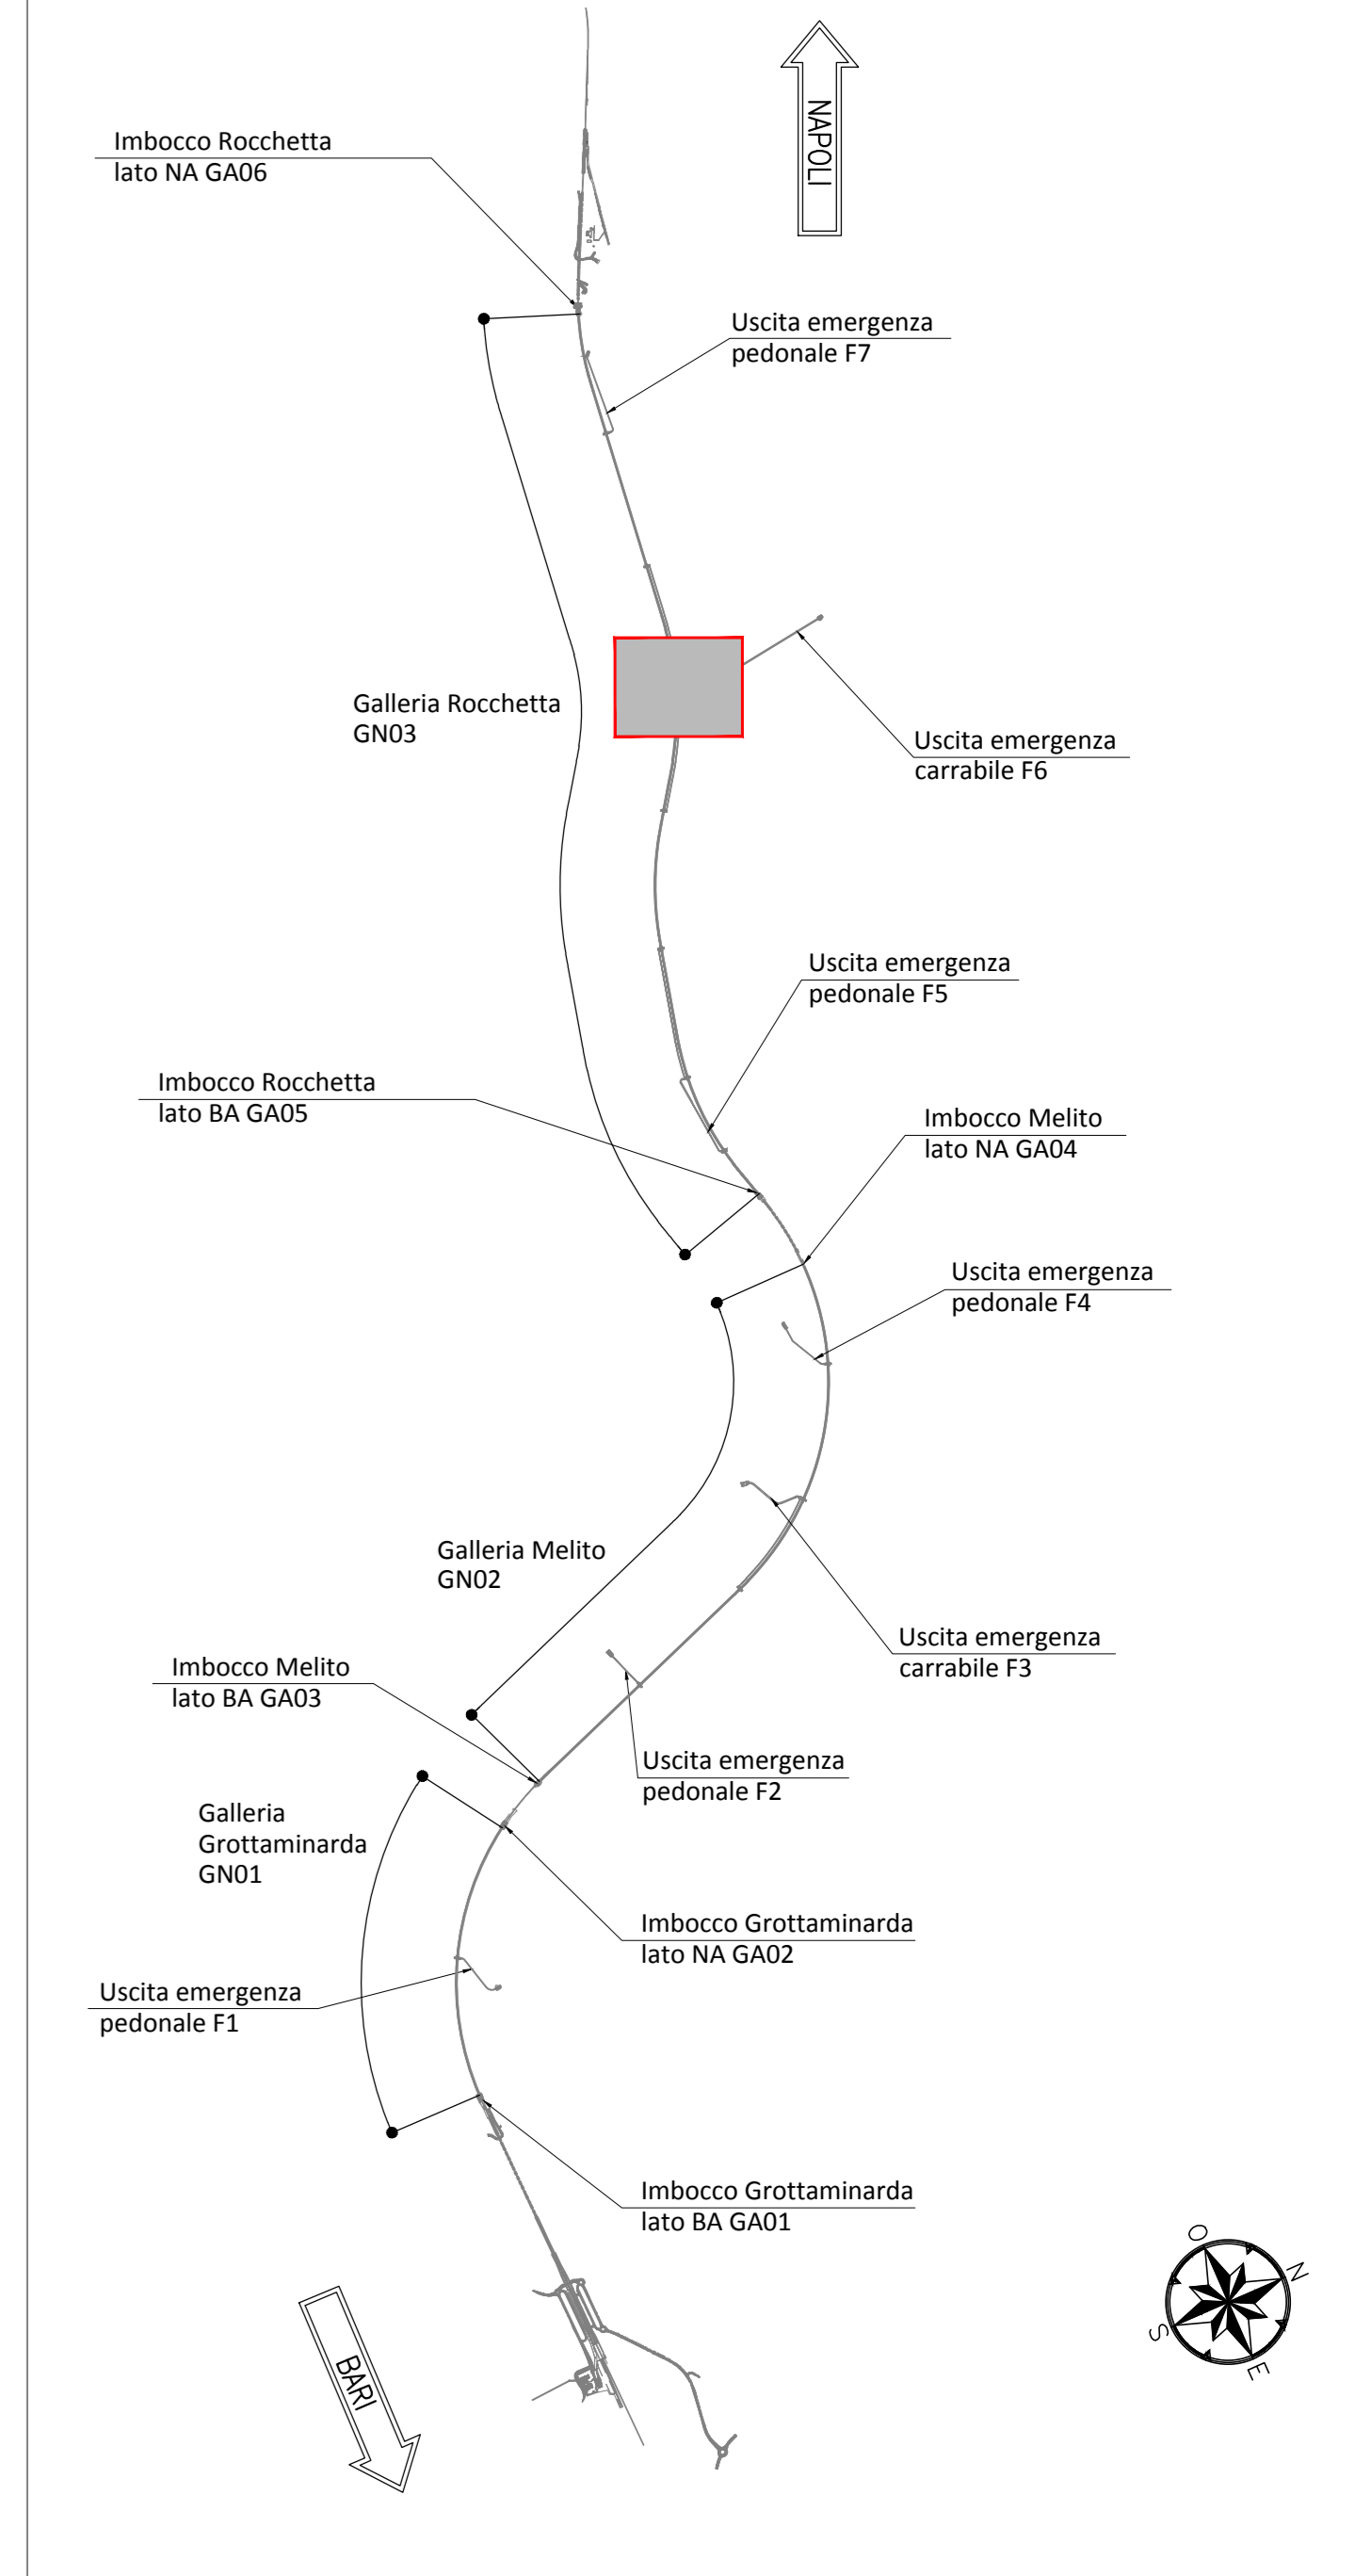 NAPOLI
Imbocco Rocchetta
lato NA GA06
Uscita emergenza
pedonale F7
Galleria Rocchetta
GN03
Uscita emergenza
carrabile F6
Uscita emergenza
pedonale F5
Imbocco Rocchetta
lato BA GA05
Imbocco Melito
lato NA GA04
Uscita emergenza
pedonale F4
Galleria Melito
GN02
Uscita emergenza
carrabile F3
Imbocco Melito
lato BA GA03
Uscita emergenza
pedonale F2
Galleria
Grottaminarda
GN01
Imbocco Grottaminarda
lato NA GA02
Uscita emergenza
pedonale F1
Imbocco Grottaminarda
lato BA GA01
BARI
O
N
S
E